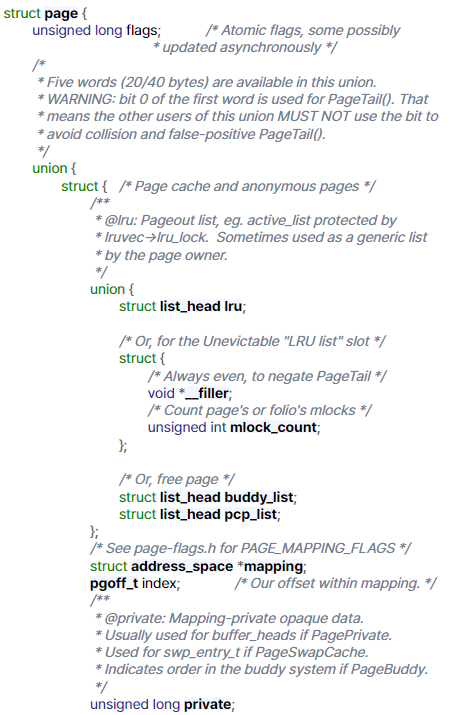 struct page {
unsigned long flags; /* Atomic flags, some possibly
* updated asynchronously */
/*
* Five words (20/40 bytes) are available in this union.
* WARNING: bit 0 of the first word is used for PageTail(). That
* means the other users of this union MUST NOT use the bit to
* avoid collision and false-positive PageTail().
*/
union {
struct { /* Page cache and anonymous pages */
/**
* @lru: Pageout list, eg. active_list protected by
* lruvec->lru_lock. Sometimes used as a generic list
* by the page owner.
*/
union {
struct list_head lru;
/* Or, for the Unevictable "LRU list" slot */
struct {
/* Always even, to negate PageTail */
void *__filler;
/* Count page's or folio's mlocks */
unsigned int mlock_count;
};
/* Or, free page */
struct list_head buddy_list;
struct list_head pcp_list;
};
/* See page-flags.h for PAGE_MAPPING_FLAGS */
struct address_space *mapping;
pgoff_t index; /* Our offset within mapping. */
/**
* @private: Mapping-private opaque data.
* Usually used for buffer_heads if PagePrivate.
* Used for swp_entry_t if PageSwapCache.
* Indicates order in the buddy system if PageBuddy.
*/
unsigned long private;